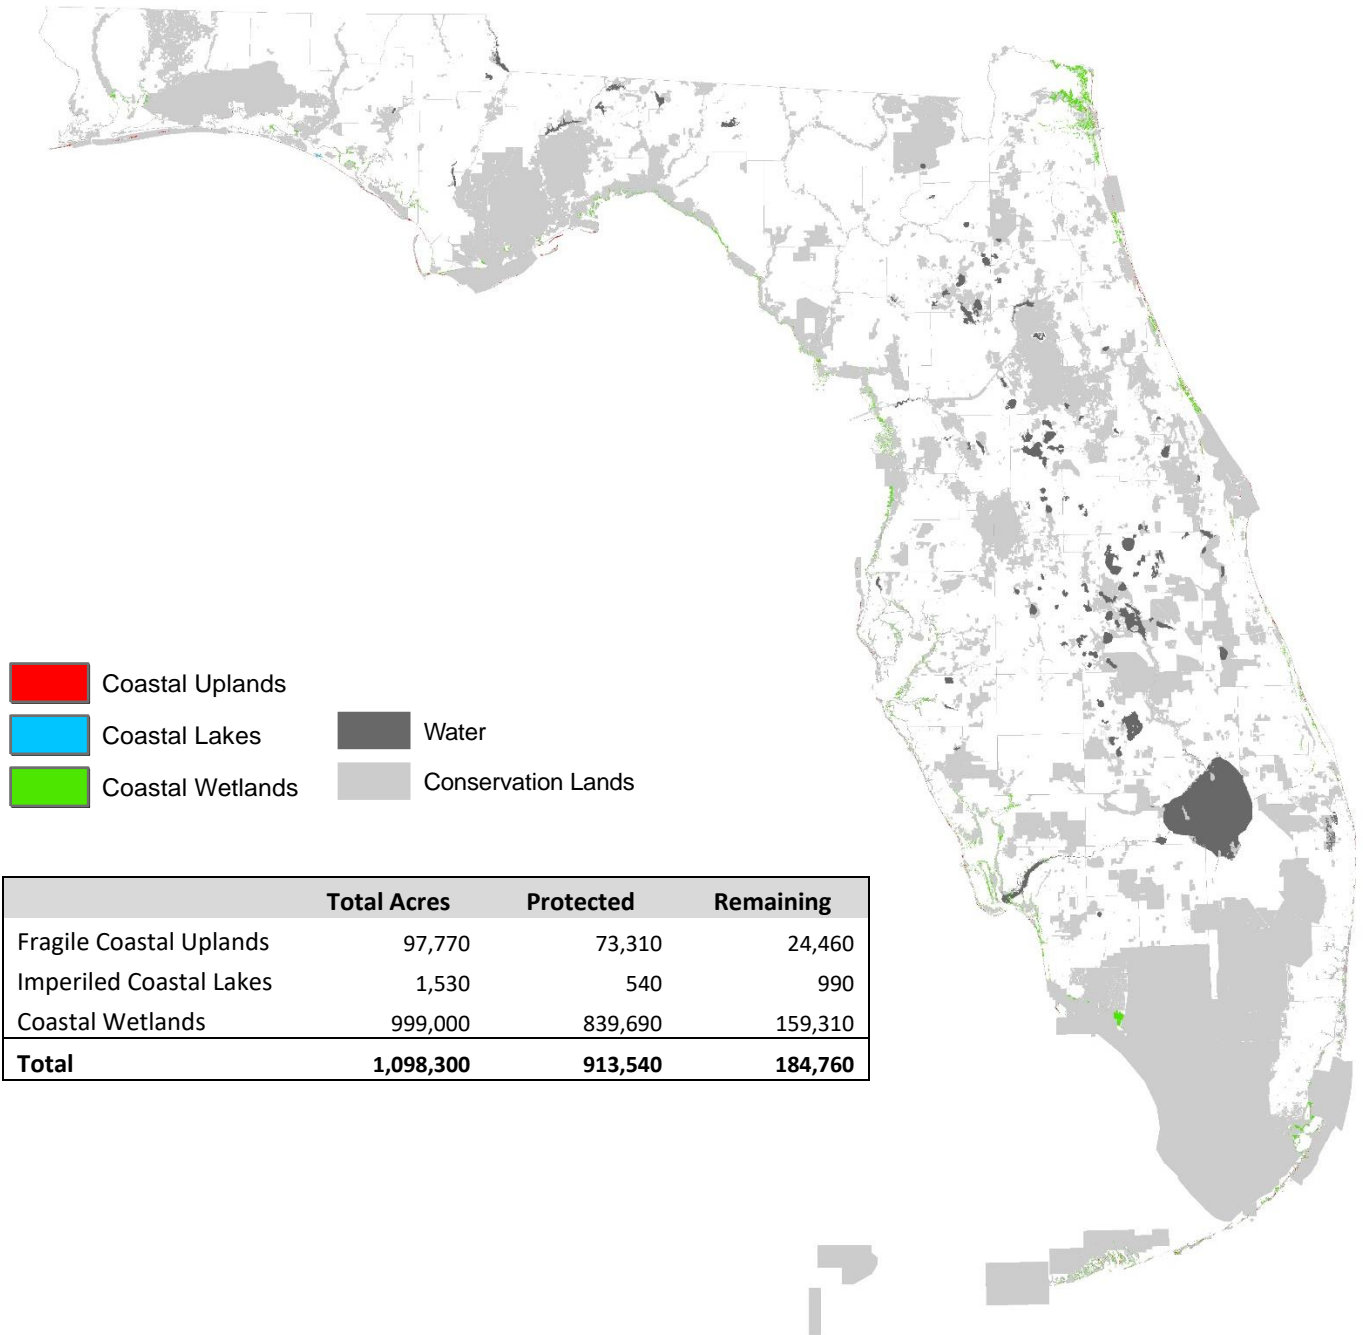 Coastal Uplands
Coastal Lakes
Coastal Wetlands
Water
Conservation Lands
Total Acres Protected Remaining
Fragile Coastal Uplands 97,770 73,310 24,460
Imperiled Coastal Lakes 1,530 540 990
Coastal Wetlands 999,000 839,690 159,310
Total 1,098,300 913,540 184,760